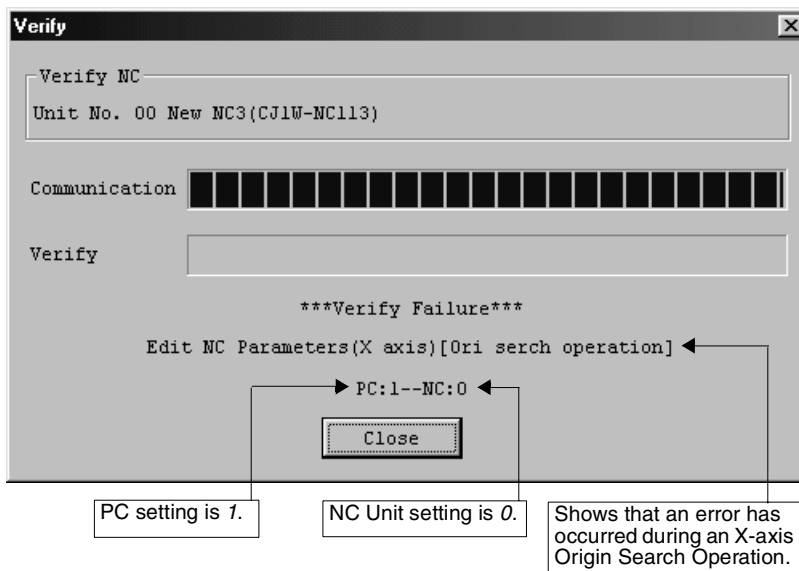 Verify
Verify NC
Unit No. 00 New NC3(CJ1W-NC113)
Communication
Verify
***Verify Failure***
Edit NC Parameters(X axis)[Ori serch operation]
PC:1--NC:0
Close
PC setting is 1.
NC Unit setting is 0.
Shows that an error has
occurred during an X-axis
Origin Search Operation.